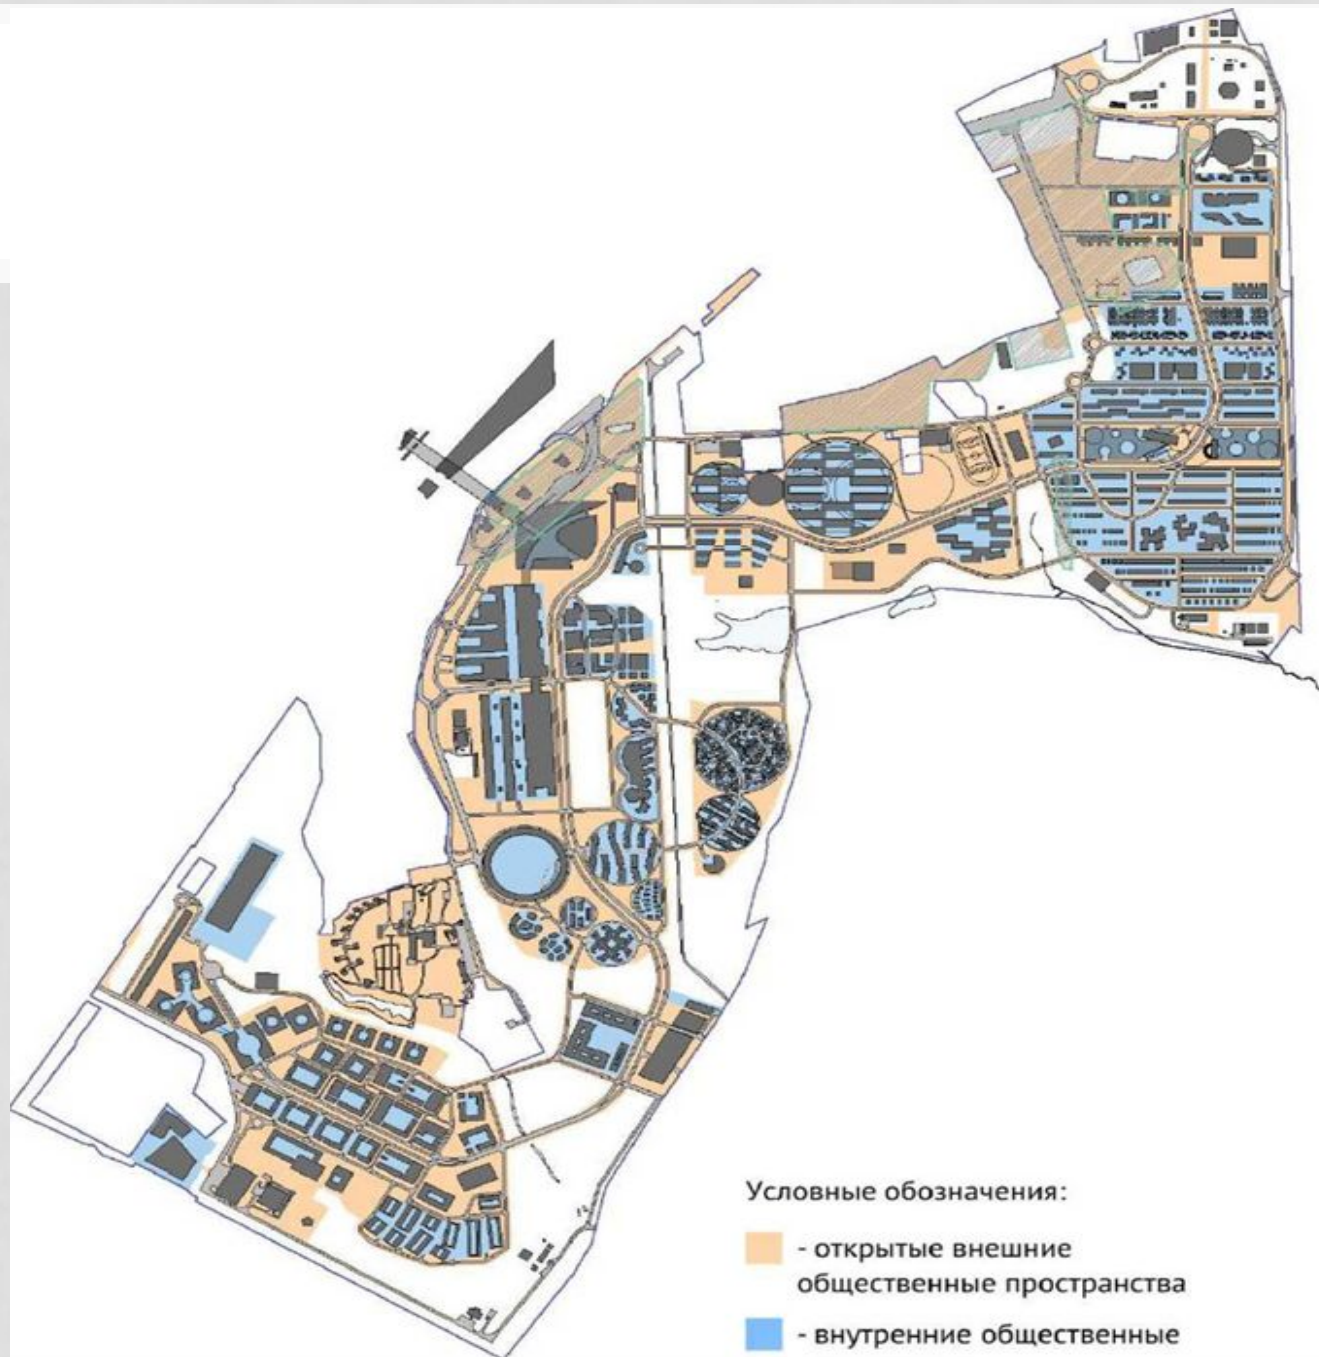 Условные обозначения:
- открытые внешние
общественные пространства
- внутренние общественные